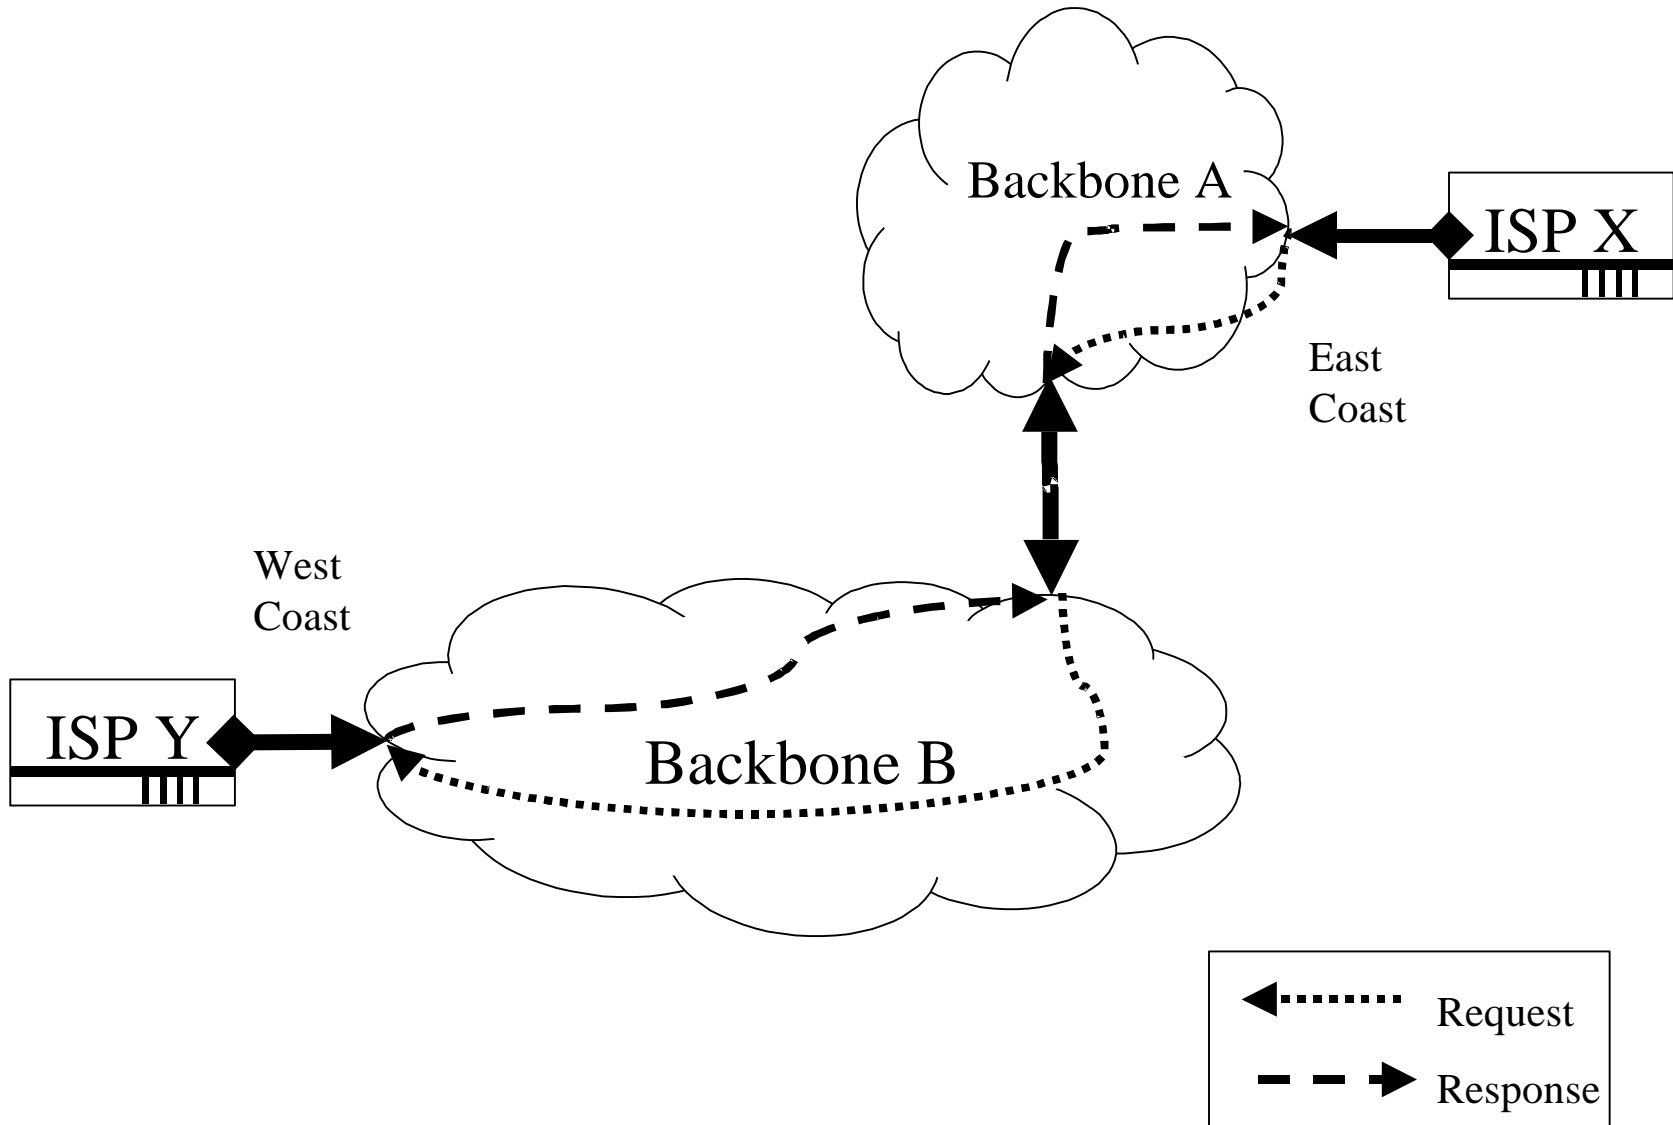 Backbone A
ISP X
East
Coast
West
Coast
ISP Y
Backbone B
Request
Response